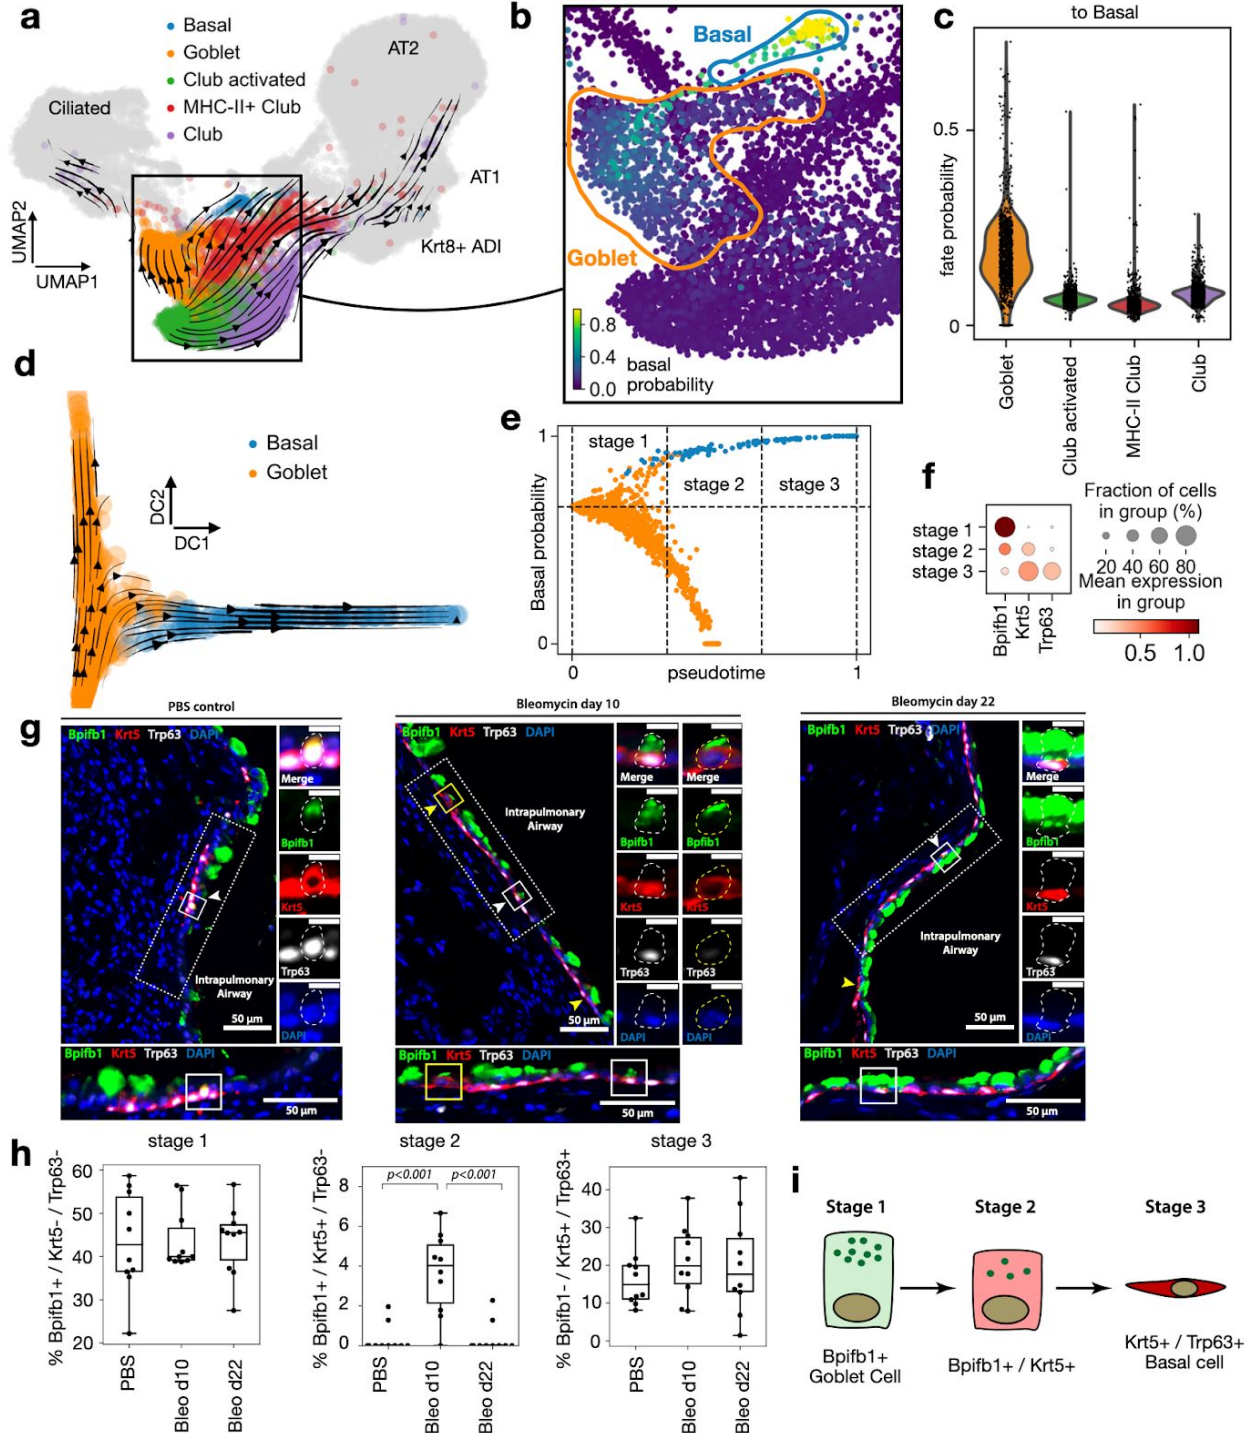 a
Basal
Goblet
Club activated
MHC-II+ Club
Club
Ciliated
AT2
AT1
Krt8+ ADI
UMAP2
UMAP1
b
Basal
Goblet
0.8
0.4
0.0
basal
probability
c
to Basal
fate probability
0.5
0
Goblet
Club activated
MHC-II Club
Club
d
Basal
Goblet
DC2
DC1
e
Basal probability
1
0
stage 1
stage 2
stage 3
0
pseudotime
1
f
stage 1
stage 2
stage 3
Bpifb1
Krt5
Trp63
Fraction of cells
in group (%)
20 40 60 80
Mean expression
in group
0.5 1.0
g
PBS control
Bpifb1 Krt5 Trp63 DAPI
Intrapulmonary
Airway
50 µm
Merge
Bpifb1
Krt5
Trp63
DAPI
Bpifb1 Krt5 Trp63 DAPI
50 µm
Bleomycin day 10
Bpifb1 Krt5 Trp63 DAPI
Intrapulmonary
Airway
50 µm
Merge
Merge
Bpifb1
Bpfib1
Krt5
Krt5
Trp63
Trp63
DAPI
DAPI
Bpifb1 Krt5 Trp63 DAPI
50 µm
Bleomycin day 22
Bpifb1 Krt5 Trp63 DAPI
Intrapulmonary
Airway
50 µm
Merge
Bpifb1
Krt5
Trp63
DAPI
Bpifb1 Krt5 Trp63 DAPI
50 µm
h
stage 1
% Bpifb1+ / Krt5- / Trp63-
60
50
40
30
20
PBS
Bleo d10
Bleo d22
stage 2
% Bpifb1+ / Krt5+ / Trp63-
8
6
4
2
0
p<0.001
p<0.001
PBS
Bleo d10
Bleo d22
stage 3
% Bpifb1- / Krt5+ / Trp63+
40
30
20
10
0
PBS
Bleo d10
Bleo d22
i
Stage 1
Stage 2
Stage 3
Bpifb1+
Goblet Cell
Bpifb1+ / Krt5+
Krt5+ / Trp63+
Basal cell